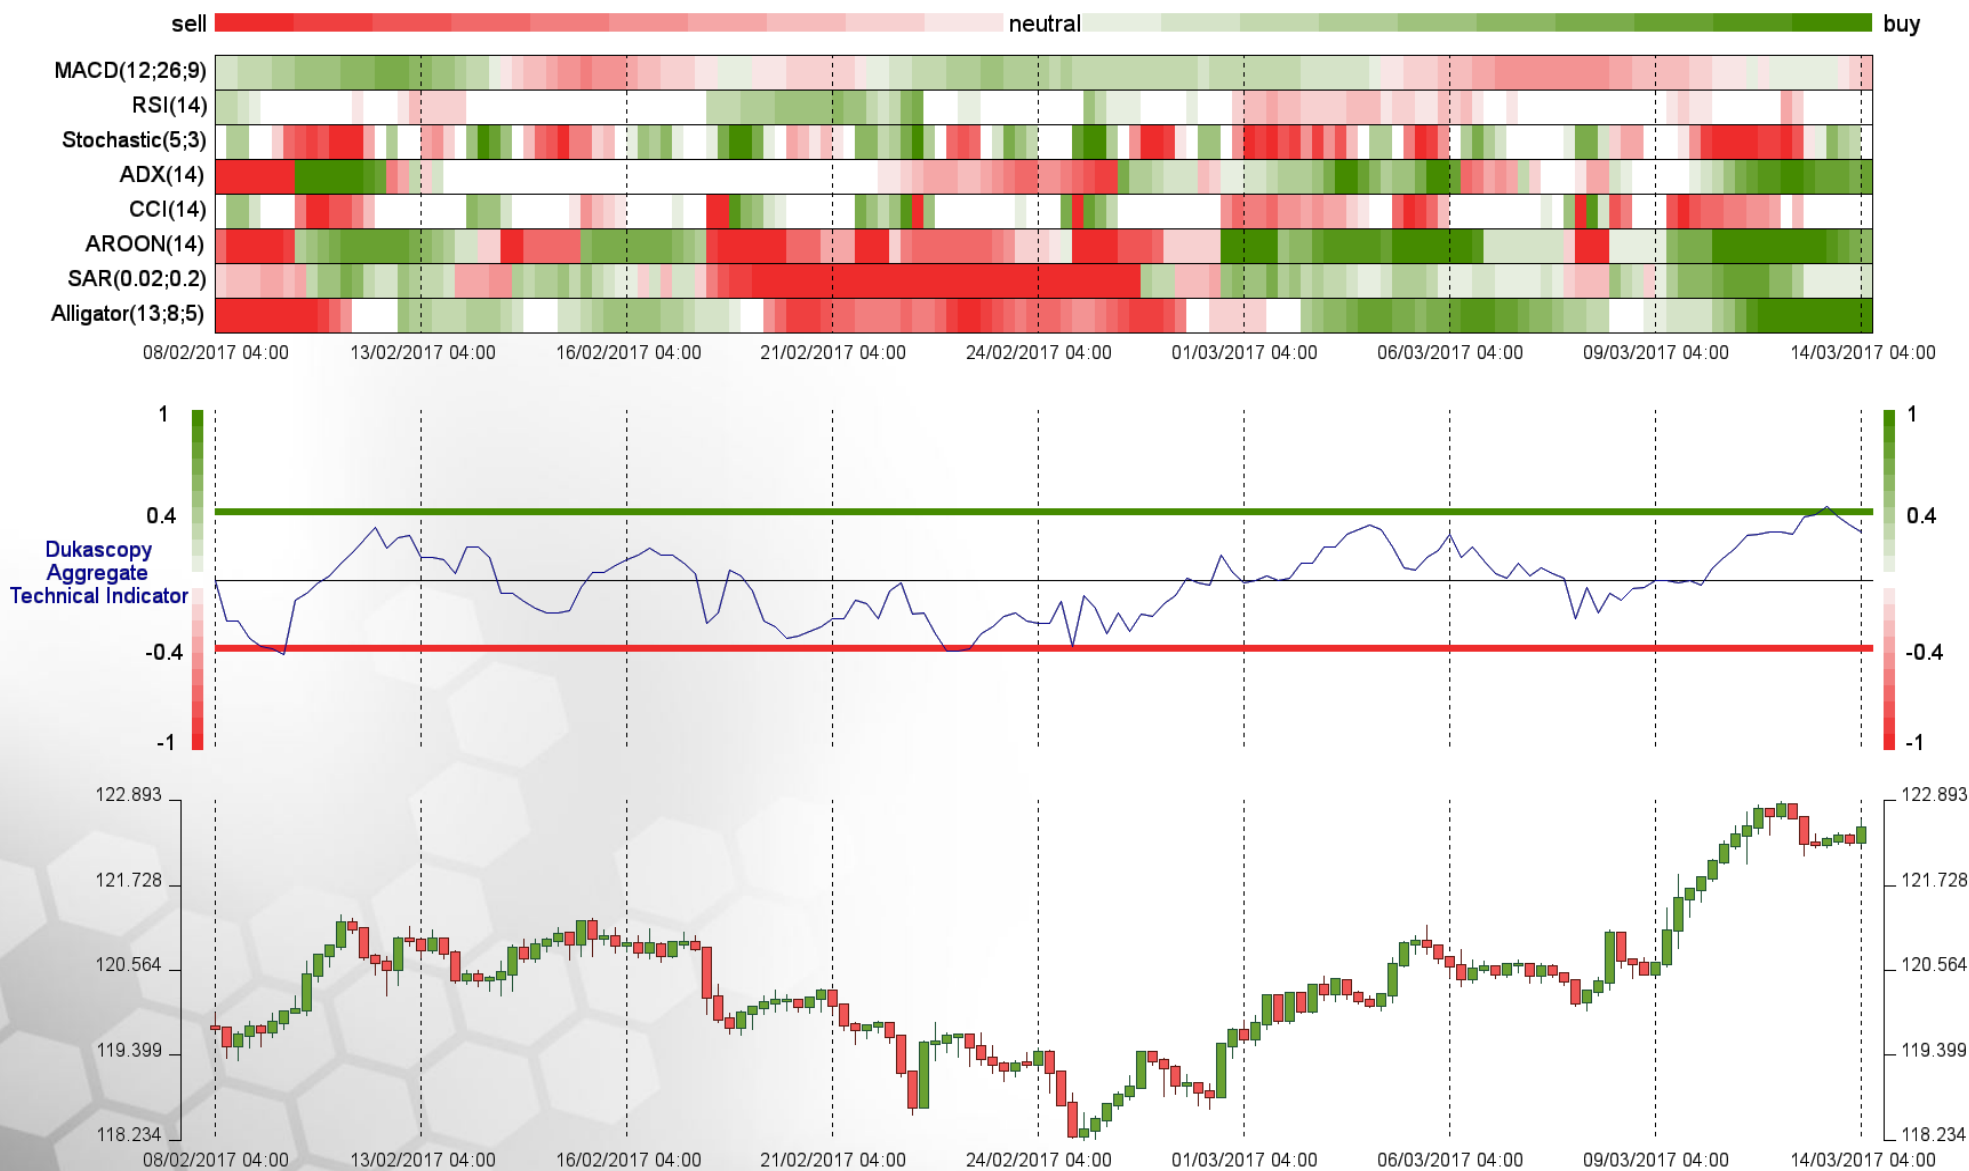 sell neutral buy
MACD(12;26;9)
RSI(14)
Stochastic(5;3)
ADX(14)
CCI(14)
AROON(14)
SAR(0.02;0.2)
Alligator(13;8;5)
08/02/2017 04:00 13/02/2017 04:00 16/02/2017 04:00 21/02/2017 04:00 24/02/2017 04:00 01/03/2017 04:00 06/03/2017 04:00 09/03/2017 04:00 14/03/2017 04:00
1 1
0.4 0.4
Dukascopy
Aggregate
Technical Indicator
-0.4 -0.4
-1 -1
122.893 122.893
121.728 121.728
120.564 120.564
119.399 119.399
118.234 118.234
08/02/2017 04:00 13/02/2017 04:00 16/02/2017 04:00 21/02/2017 04:00 24/02/2017 04:00 01/03/2017 04:00 06/03/2017 04:00 09/03/2017 04:00 14/03/2017 04:00